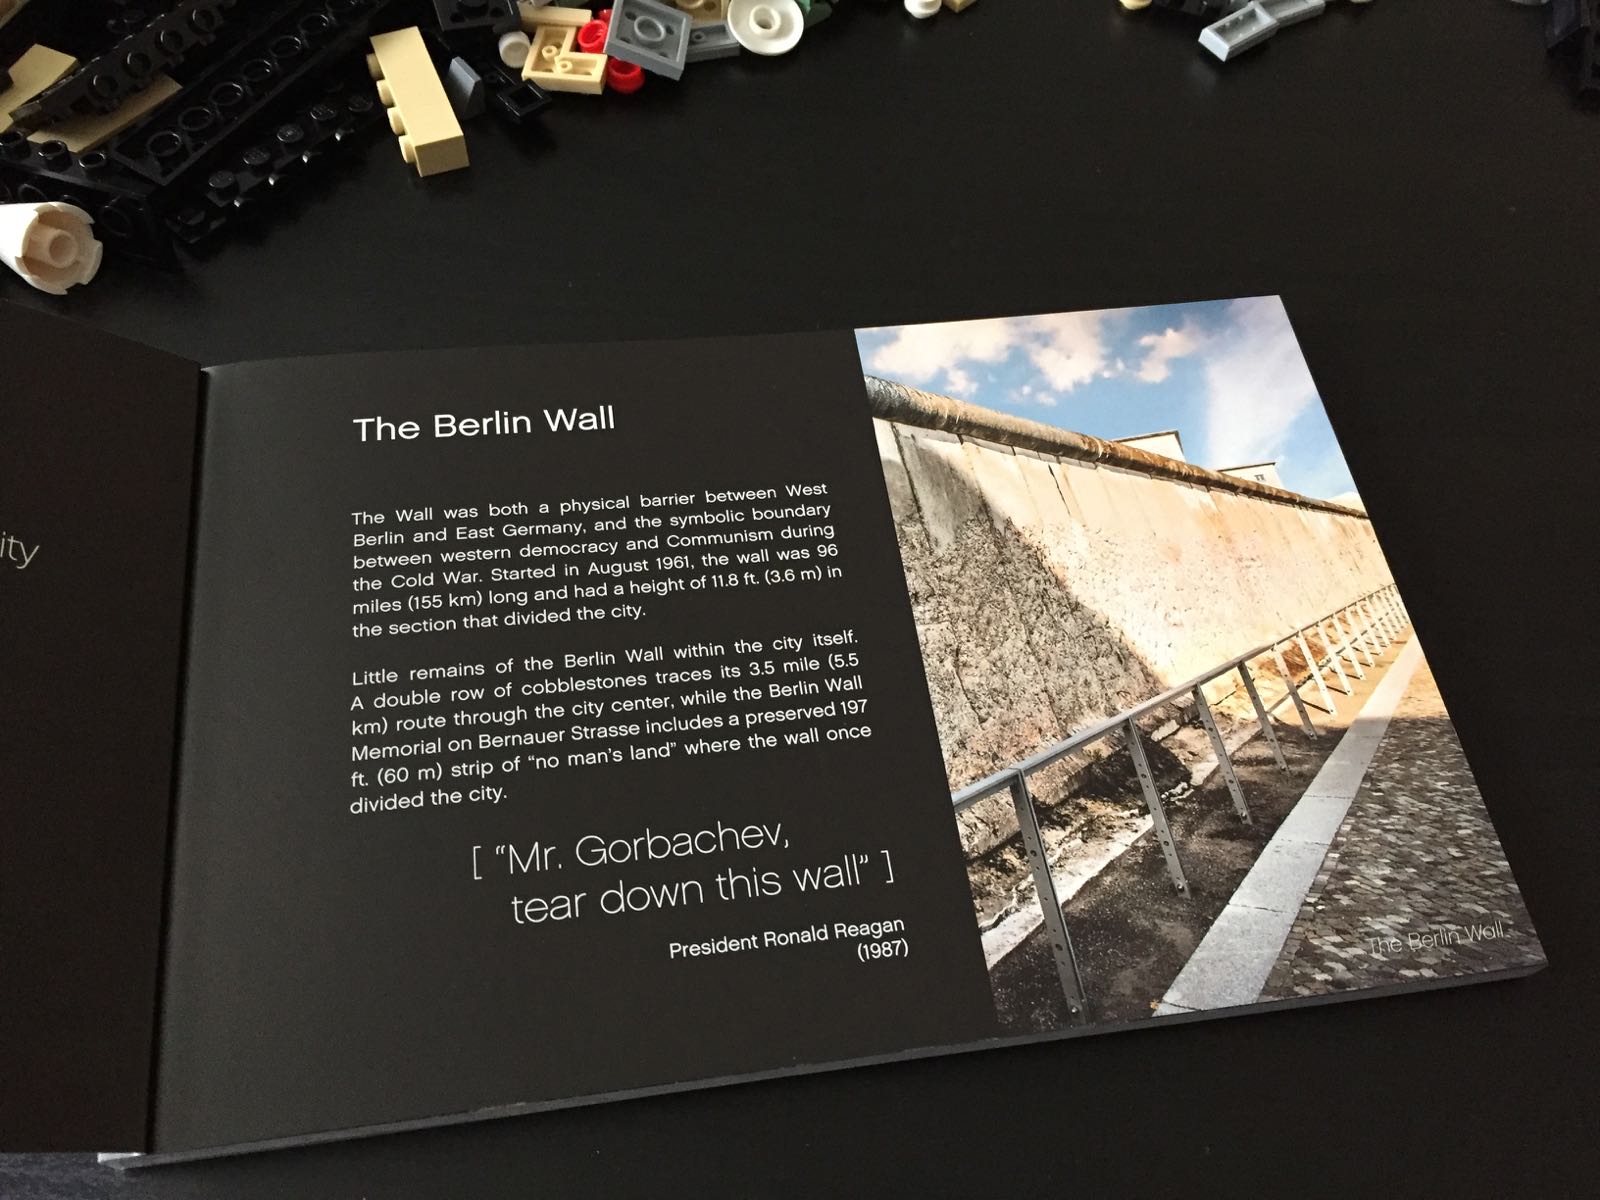 ity
The Berlin Wall
The Wall was both a physical barrier between West
Berlin and East Germany, and the symbolic boundary
between western democracy and Communism during
the Cold War. Started in August 1961, the wall was 96
miles (155 km) long and had a height of 11.8 ft. (3.6 m) in
the section that divided the city.
Little remains of the Berlin Wall within the city itself.
A double row of cobblestones traces its 3.5 mile (5.5
km) route through the city center, while the Berlin Wall
Memorial on Bernauer Strasse includes a preserved 197
ft. (60 m) strip of “no man’s land” where the wall once
divided the city.
[ “Mr. Gorbachev,
tear down this wall” ]
President Ronald Reagan
(1987)
The Berlin Wall